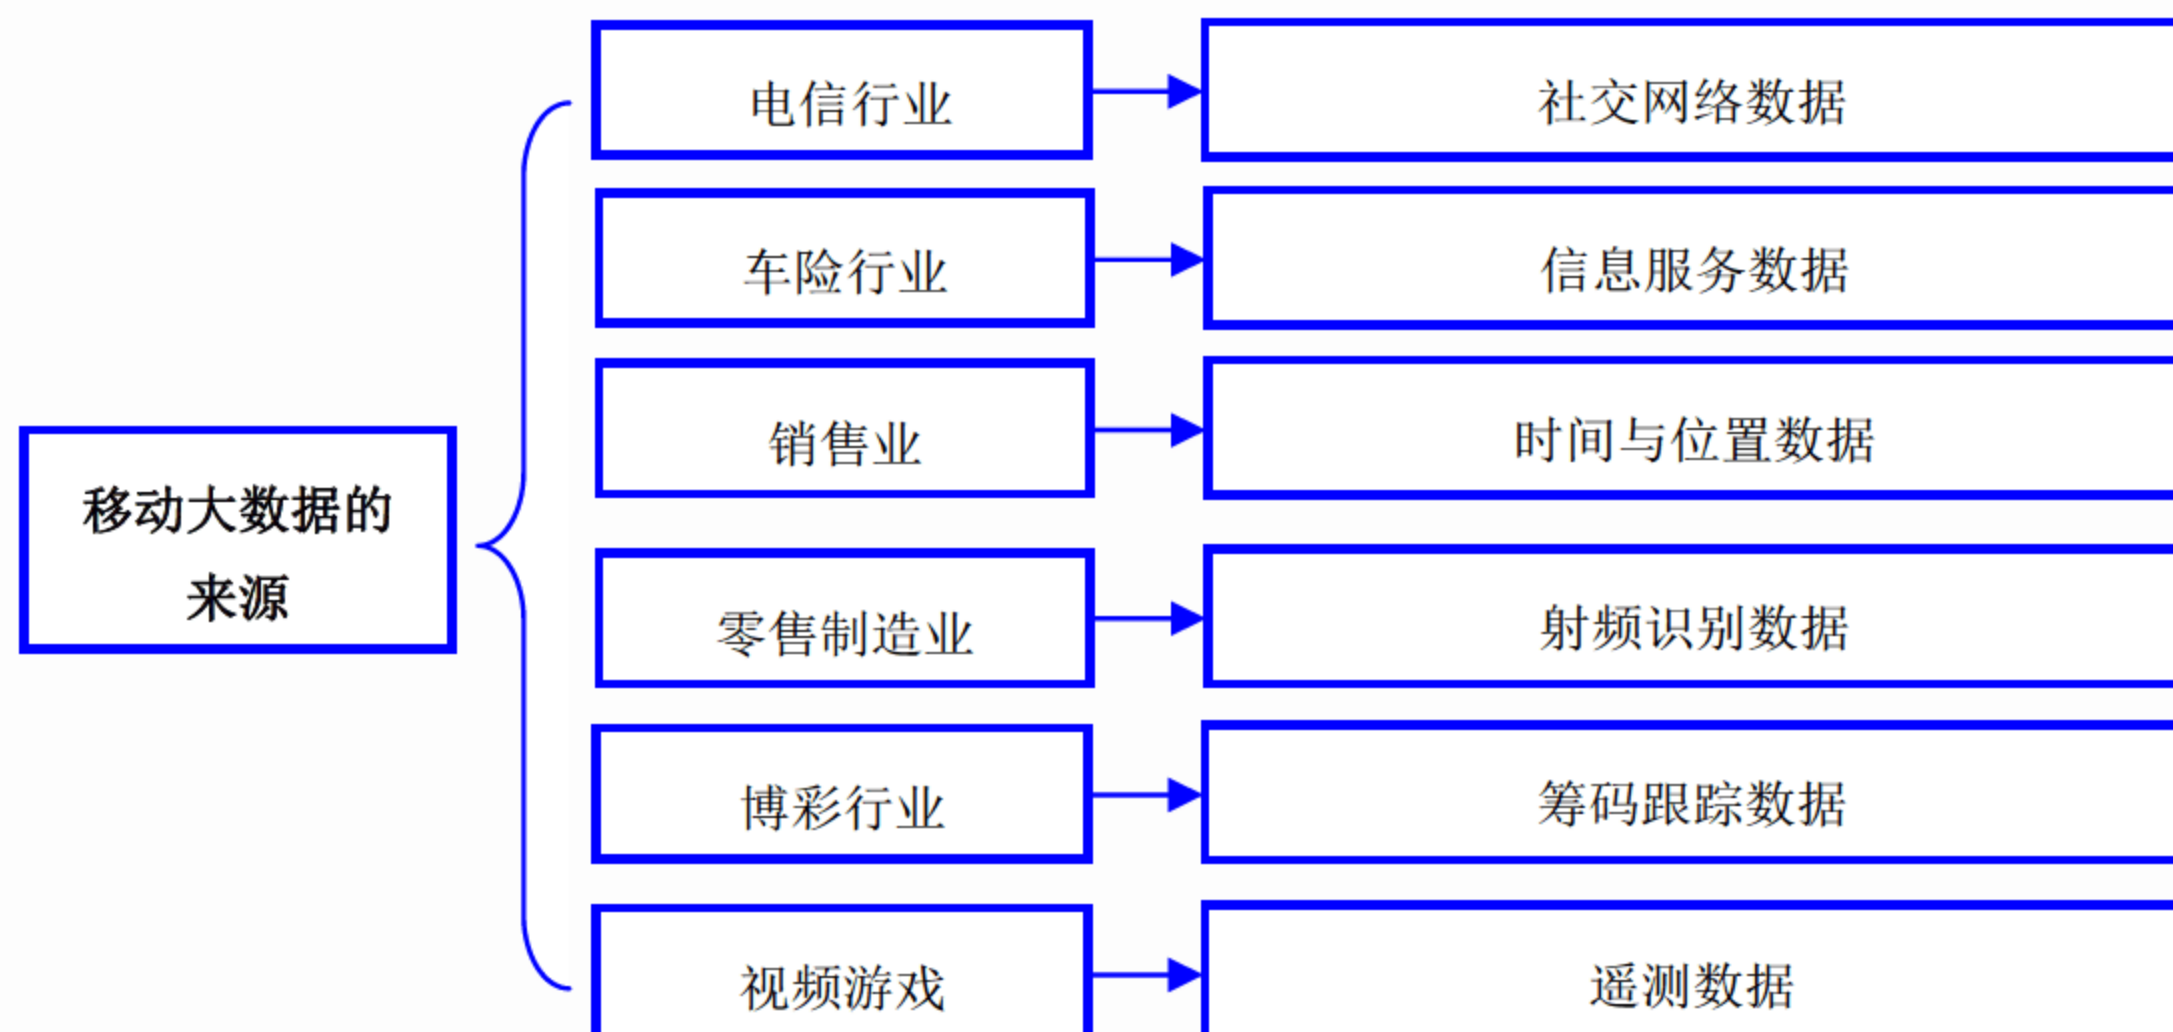 电信行业
社交网络数据
车险行业
信息服务数据
销售业
时间与位置数据
移动大数据的
来源
零售制造业
射频识别数据
博彩行业
筹码跟踪数据
视频游戏
遥测数据